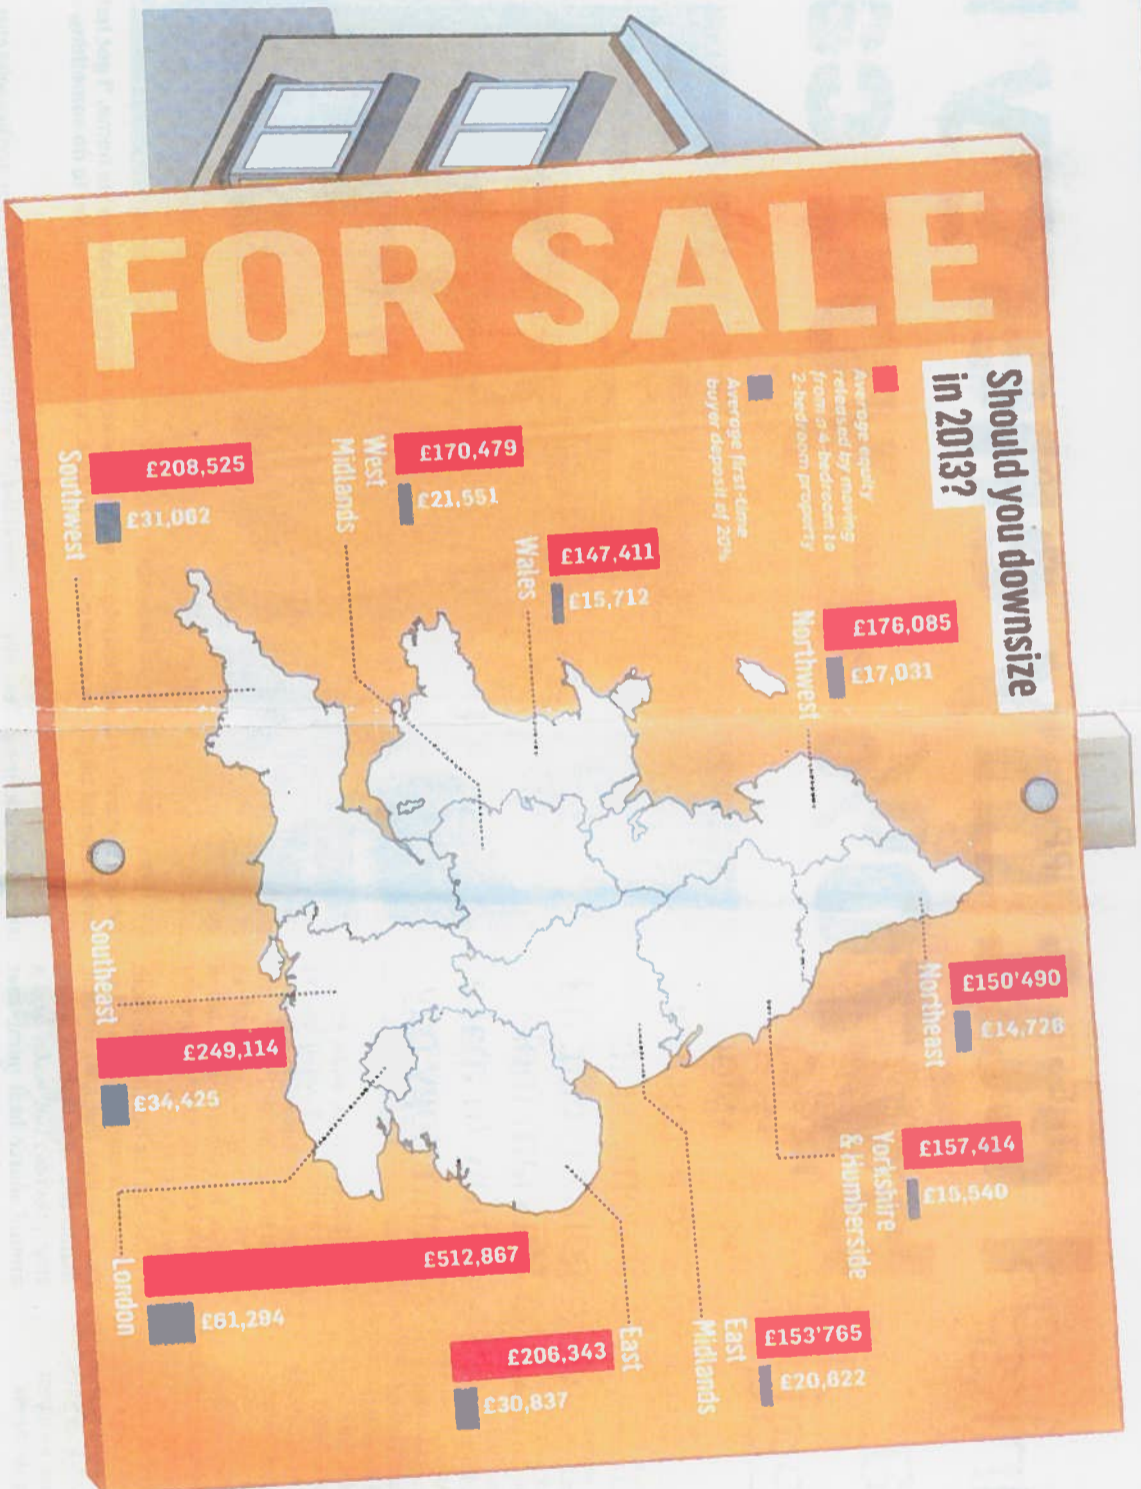 FOR SALE
Should you downsize
in 2013?
Average equity
released by moving
from a 4-bedroom to
2-bedroom property
Average first-time
buyer deposit of 20%
£176,085
£17,031
Northwest
£150'490
£14,728
Northeast
£157,414
£15,540
Yorkshire
& Humberside
£147,411
£15,712
Wales
£170,479
£21,551
West
Midlands
£153'765
£20,622
East
Midlands
£206,343
£30,837
East
£208,525
£31,062
Southwest
£249,114
£34,425
Southeast
£512,867
£61,294
London